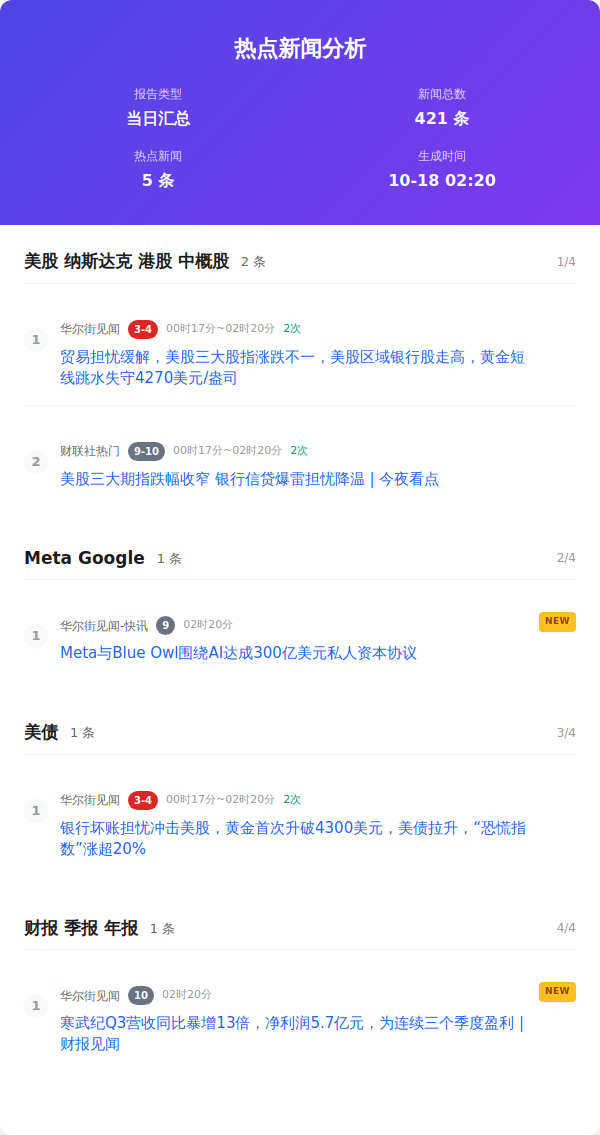 热点新闻分析
报告类型
新闻总数
当日汇总
421 条
热点新闻
生成时间
5 条
10-18 02:20
美股 纳斯达克 港股 中概股 2 条 1/4
1
华尔街见闻 3-4 00时17分~02时20分 2次
贸易担忧缓解，美股三大股指涨跌不一，美股区域银行股走高，黄金短
线跳水失守4270美元/盎司
2
财联社热门 9-10 00时17分~02时20分 2次
美股三大期指跌幅收窄 银行信贷爆雷担忧降温 | 今夜看点
Meta Google 1 条 2/4
1
华尔街见闻-快讯 9 02时20分 NEW
Meta与Blue Owl围绕AI达成300亿美元私人资本协议
美债 1 条 3/4
1
华尔街见闻 3-4 00时17分~02时20分 2次
银行坏账担忧冲击美股，黄金首次升破4300美元，美债拉升，“恐慌指
数”涨超20%
财报 季报 年报 1 条 4/4
1
华尔街见闻 10 02时20分 NEW
寒武纪Q3营收同比暴增13倍，净利润5.7亿元，为连续三个季度盈利 |
财报见闻